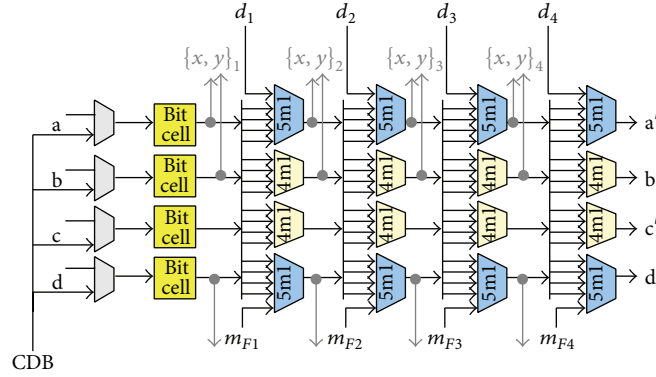 d1 d2 d3 d4
{x, y}1 {x, y}2 {x, y}3 {x, y}4
a Bit cell 5m1 5m1 5m1 5m1 a′
b Bit cell 4m1 4m1 4m1 4m1 b
c Bit cell 4m1 4m1 4m1 4m1 c′
d Bit cell 5m1 5m1 5m1 5m1 d
mF1 mF2 mF3 mF4
CDB